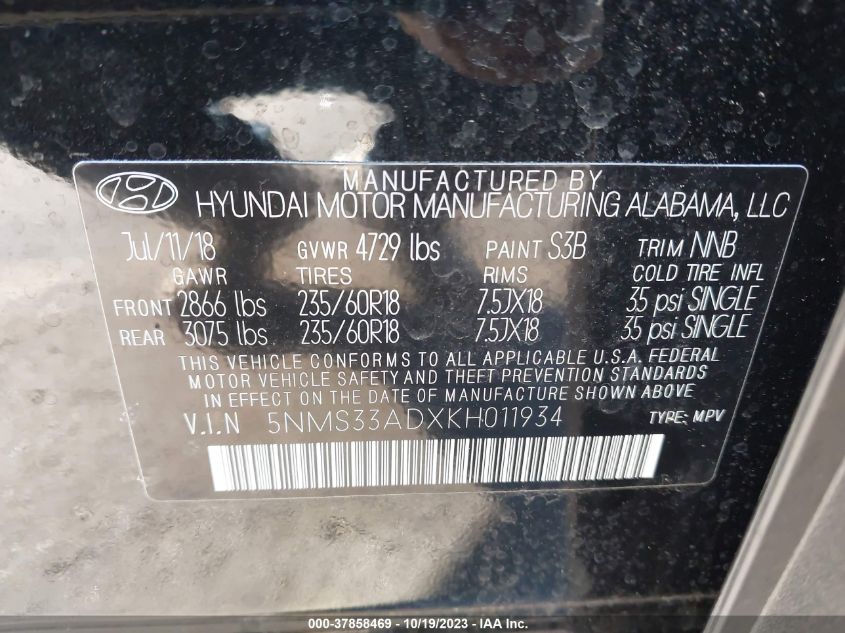 MANUFACTURED BY
HYUNDAI MOTOR MANUFACTURING ALABAMA, LLC
Jul/11/18 GVWR 4729 lbs PAINT S3B TRIM NNB
GAWR TIRES RIMS COLD TIRE INFL
FRONT 2866 lbs 235/60R18 7.5JX18 35 psi SINGLE
REAR 3075 lbs 235/60R18 7.5JX18 35 psi SINGLE
THIS VEHICLE CONFORMS TO ALL APPLICABLE U.S.A. FEDERAL
MOTOR VEHICLE SAFETY AND THEFT PREVENTION STANDARDS
IN EFFECT ON THE DATE OF MANUFACTURE SHOWN ABOVE
V.I.N 5NMS33ADXKH011934 TYPE: MPV
000-37858469 - 10/19/2023 - IAA Inc.